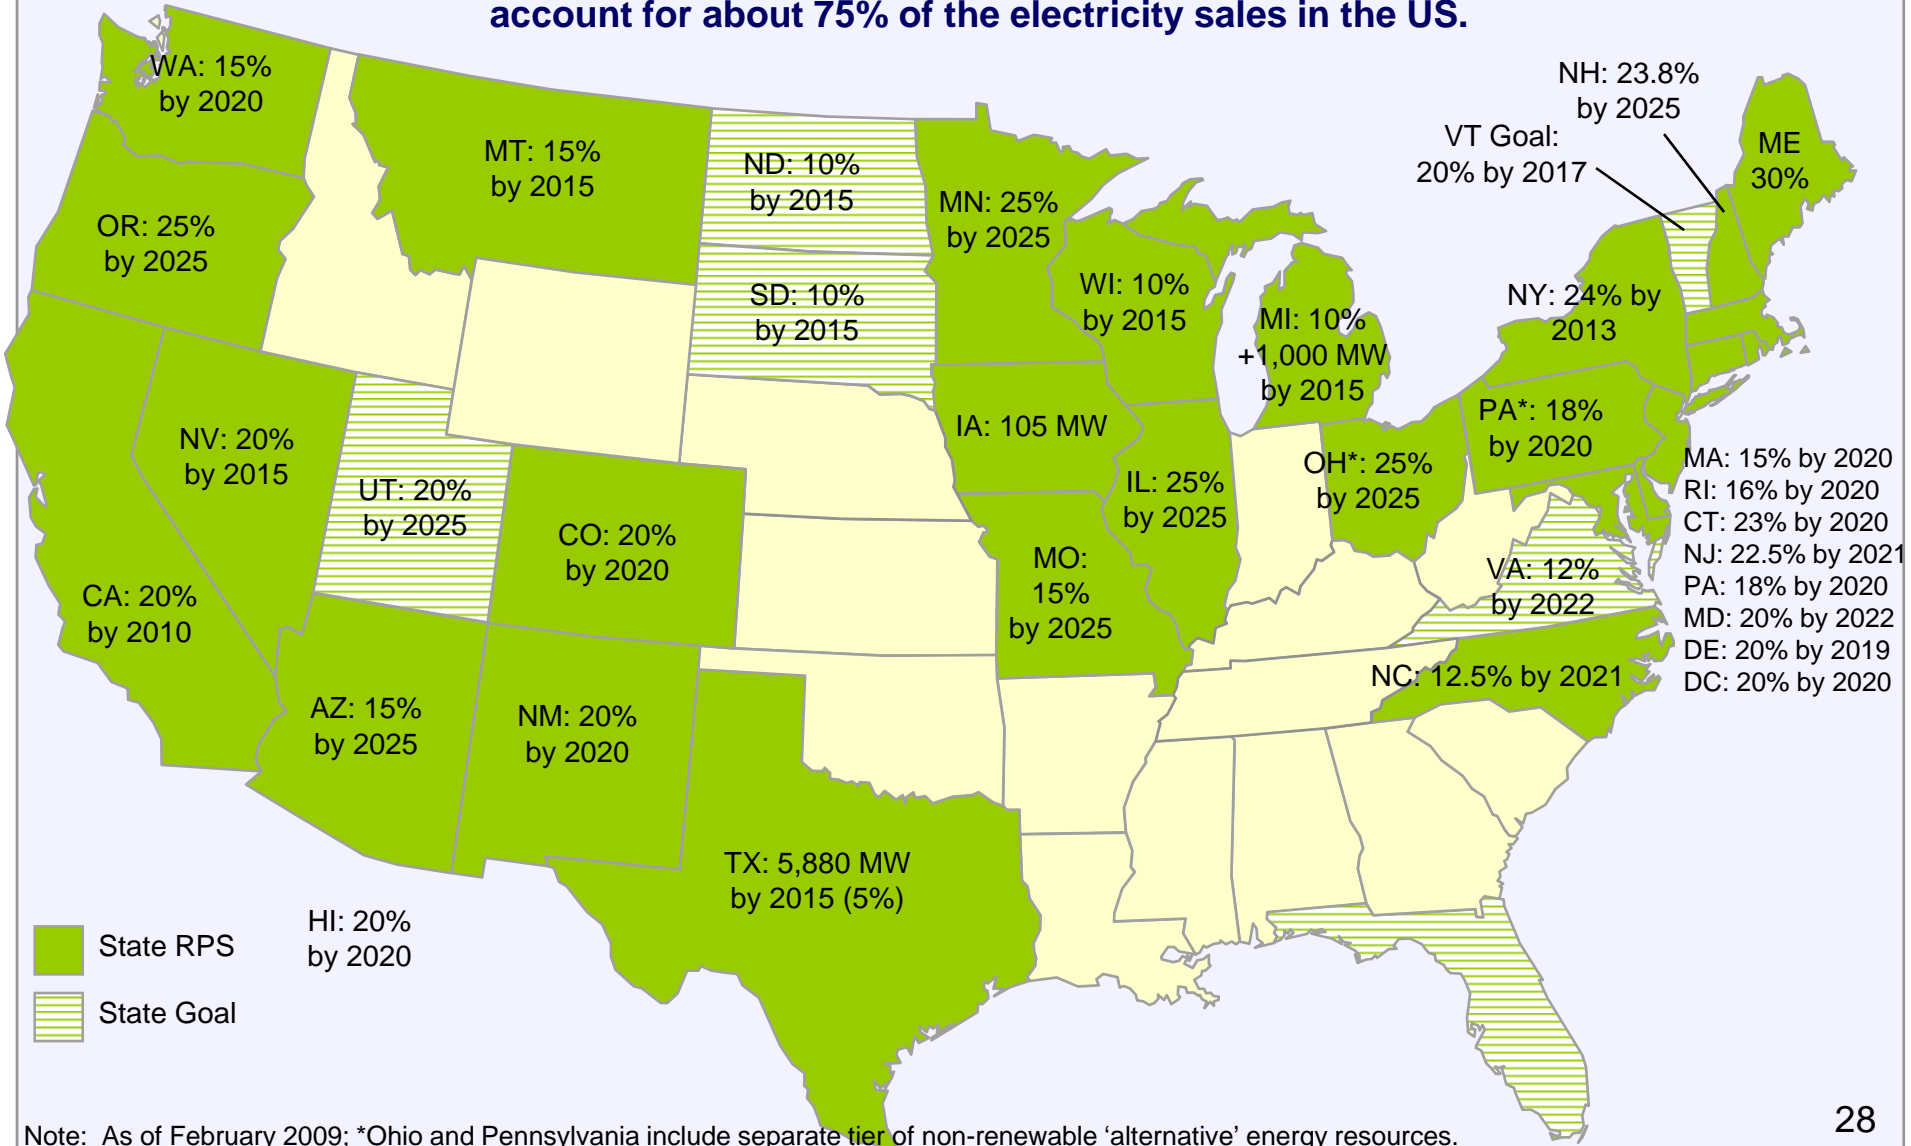 account for about 75% of the electricity sales in the US.
WA: 15%
by 2020
MT: 15%
by 2015
ND: 10%
by 2015
MN: 25%
by 2025
VT Goal:
20% by 2017
NH: 23.8%
by 2025
ME
30%
OR: 25%
by 2025
SD: 10%
by 2015
WI: 10%
by 2015
MI: 10%
+1,000 MW
by 2015
NY: 24% by
2013
NV: 20%
by 2015
UT: 20%
by 2025
CO: 20%
by 2020
IA: 105 MW
IL: 25%
by 2025
OH*: 25%
by 2025
PA*: 18%
by 2020
MA: 15% by 2020
RI: 16% by 2020
CT: 23% by 2020
NJ: 22.5% by 2021
PA: 18% by 2020
MD: 20% by 2022
DE: 20% by 2019
DC: 20% by 2020
CA: 20%
by 2010
MO:
15%
by 2025
VA: 12%
by 2022
AZ: 15%
by 2025
NM: 20%
by 2020
NC: 12.5% by 2021
TX: 5,880 MW
by 2015 (5%)
HI: 20%
by 2020
State RPS
State Goal
28
Note: As of February 2009; *Ohio and Pennsylvania include separate tier of non-renewable ‘alternative’ energy resources.